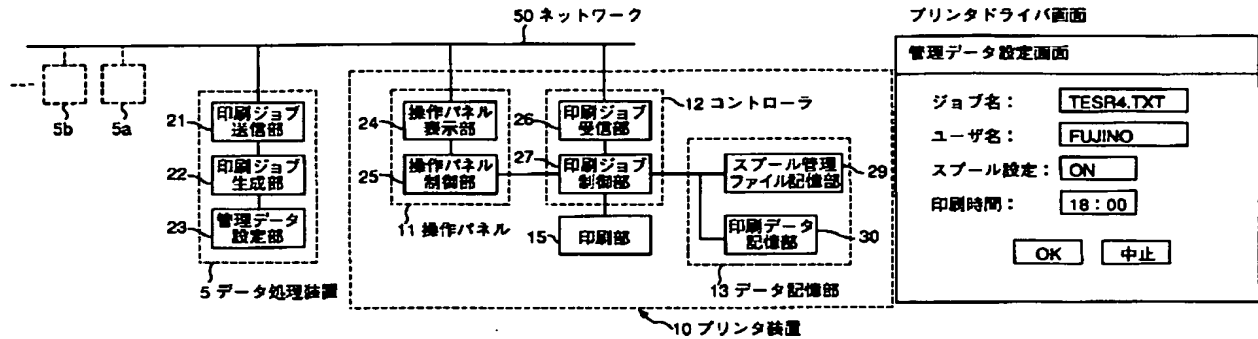 50 ネットワーク
5b
5a
21
印刷ジョブ
送信部
22
印刷ジョブ
生成部
23
管理データ
設定部
5 データ処理装置
24
操作パネル
表示部
25
操作パネル
制御部
11 操作パネル
12 コントローラ
26
印刷ジョブ
受信部
27
印刷ジョブ
制御部
15
印刷部
スプール管理
ファイル記憶部
29
印刷データ
記憶部
30
13 データ記憶部
10 プリンタ装置
プリンタドライバ画面
管理データ設定画面
ジョブ名: TESR4.TXT
ユーザ名: FUJINO
スプール設定: ON
印刷時間: 18:00
OK 中止